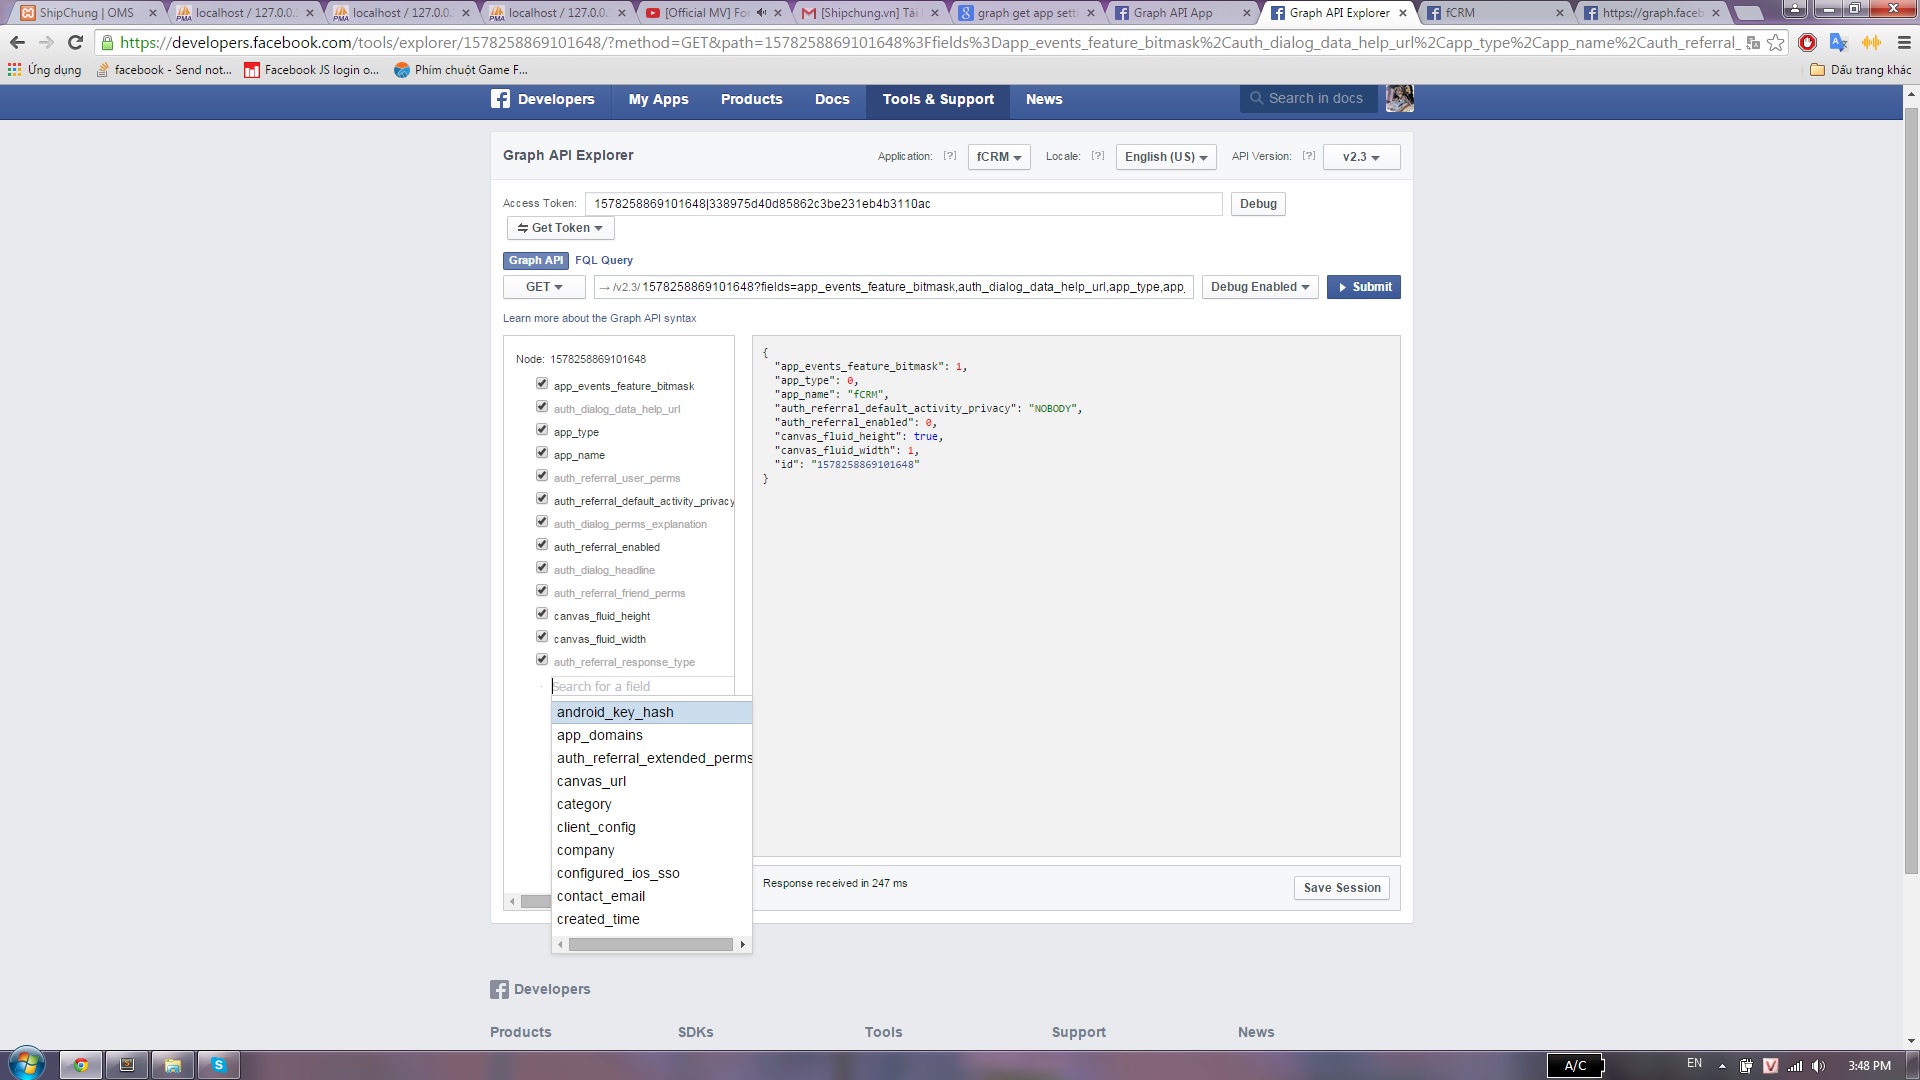 ShipChung | OMS
localhost / 127.0.0.
localhost / 127.0.0.
localhost / 127.0.0.
[Official MV] For
[Shipchung.vn] Tài
graph get app setti
Graph API App
Graph API Explorer
fCRM
https://graph.faceb
https://developers.facebook.com/tools/explorer/1578258869101648/?method=GET&path=1578258869101648%3Ffields%3Dapp_events_feature_bitmask%2Cauth_dialog_data_help_url%2Capp_type%2Capp_name%2Cauth_referral_
Ứng dụng
facebook - Send not...
Facebook JS login o...
Phím chuột Game F...
Dấu trang khác
Developers
My Apps
Products
Docs
Tools & Support
News
Search in docs
Graph API Explorer
Application: [?] fCRM
Locale: [?] English (US)
API Version: [?] v2.3
Access Token: 1578258869101648|338975d40d85862c3be231eb4b3110ac
Debug
Get Token
Graph API FQL Query
GET → /v2.3/ 1578258869101648?fields=app_events_feature_bitmask,auth_dialog_data_help_url,app_type,app_
Debug Enabled
Submit
Learn more about the Graph API syntax
Node: 1578258869101648
app_events_feature_bitmask
auth_dialog_data_help_url
app_type
app_name
auth_referral_user_perms
auth_referral_default_activity_privacy
auth_dialog_perms_explanation
auth_referral_enabled
auth_dialog_headline
auth_referral_friend_perms
canvas_fluid_height
canvas_fluid_width
auth_referral_response_type
Search for a field
android_key_hash
app_domains
auth_referral_extended_perms
canvas_url
category
client_config
company
configured_ios_sso
contact_email
created_time
{
"app_events_feature_bitmask": 1,
"app_type": 0,
"app_name": "fCRM",
"auth_referral_default_activity_privacy": "NOBODY",
"auth_referral_enabled": 0,
"canvas_fluid_height": true,
"canvas_fluid_width": 1,
"id": "1578258869101648"
}
Response received in 247 ms
Save Session
Developers
Products
SDKs
Tools
Support
News
A/C
EN
3:48 PM